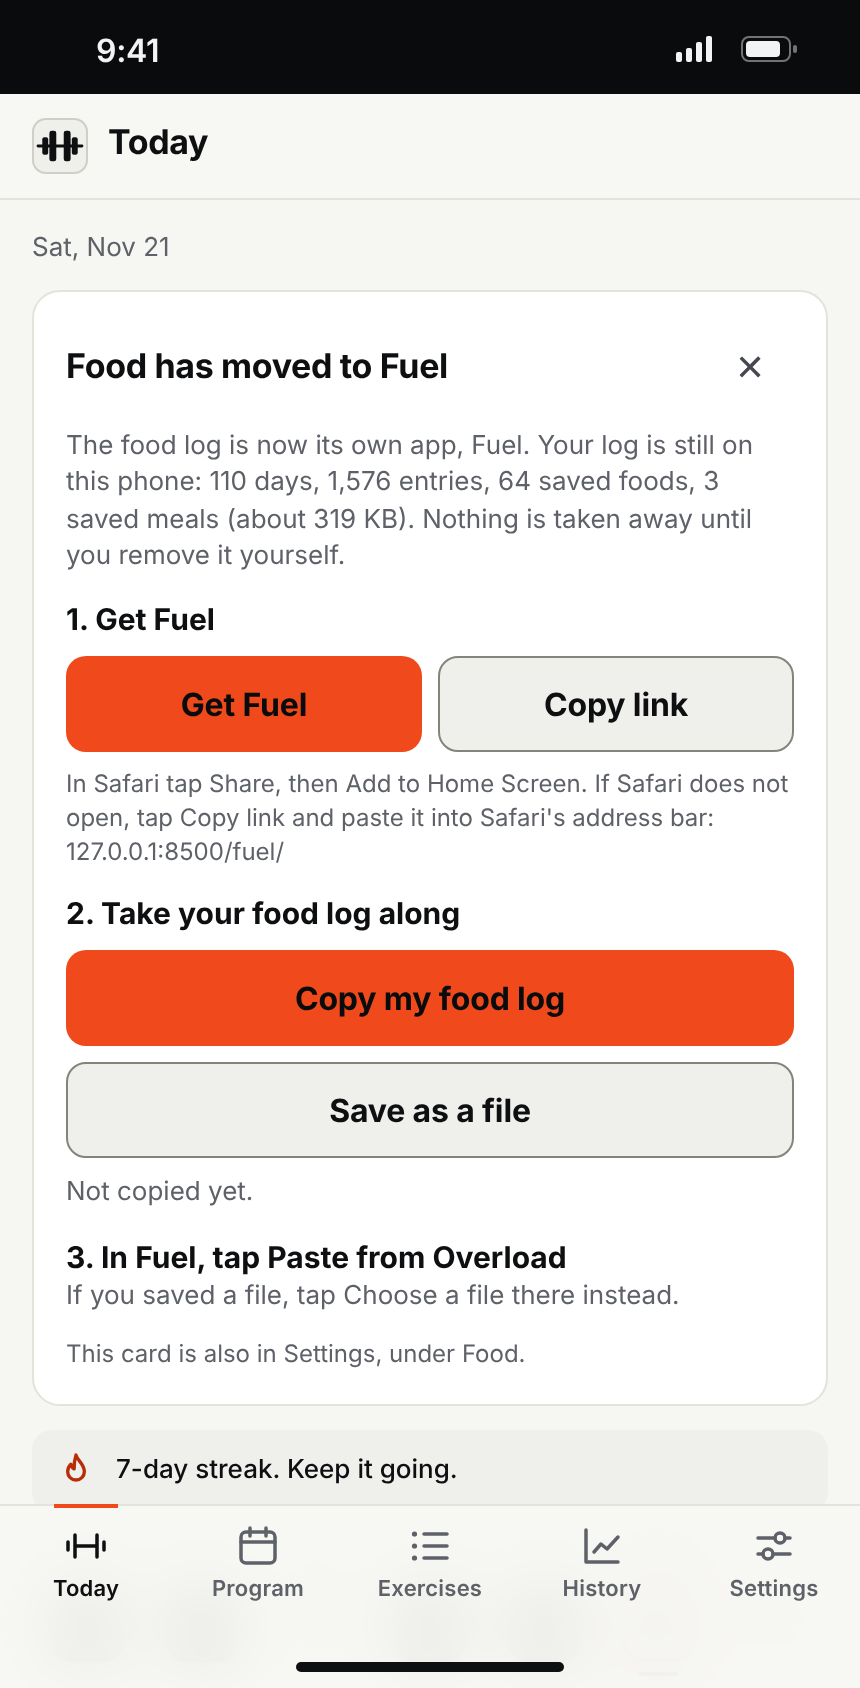 9:41
Today
Sat, Nov 21
Food has moved to Fuel
The food log is now its own app, Fuel. Your log is still on
this phone: 110 days, 1,576 entries, 64 saved foods, 3
saved meals (about 319 KB). Nothing is taken away until
you remove it yourself.
1. Get Fuel
Get Fuel
Copy link
In Safari tap Share, then Add to Home Screen. If Safari does not
open, tap Copy link and paste it into Safari's address bar:
127.0.0.1:8500/fuel/
2. Take your food log along
Copy my food log
Save as a file
Not copied yet.
3. In Fuel, tap Paste from Overload
If you saved a file, tap Choose a file there instead.
This card is also in Settings, under Food.
7-day streak. Keep it going.
Today
Program
Exercises
History
Settings